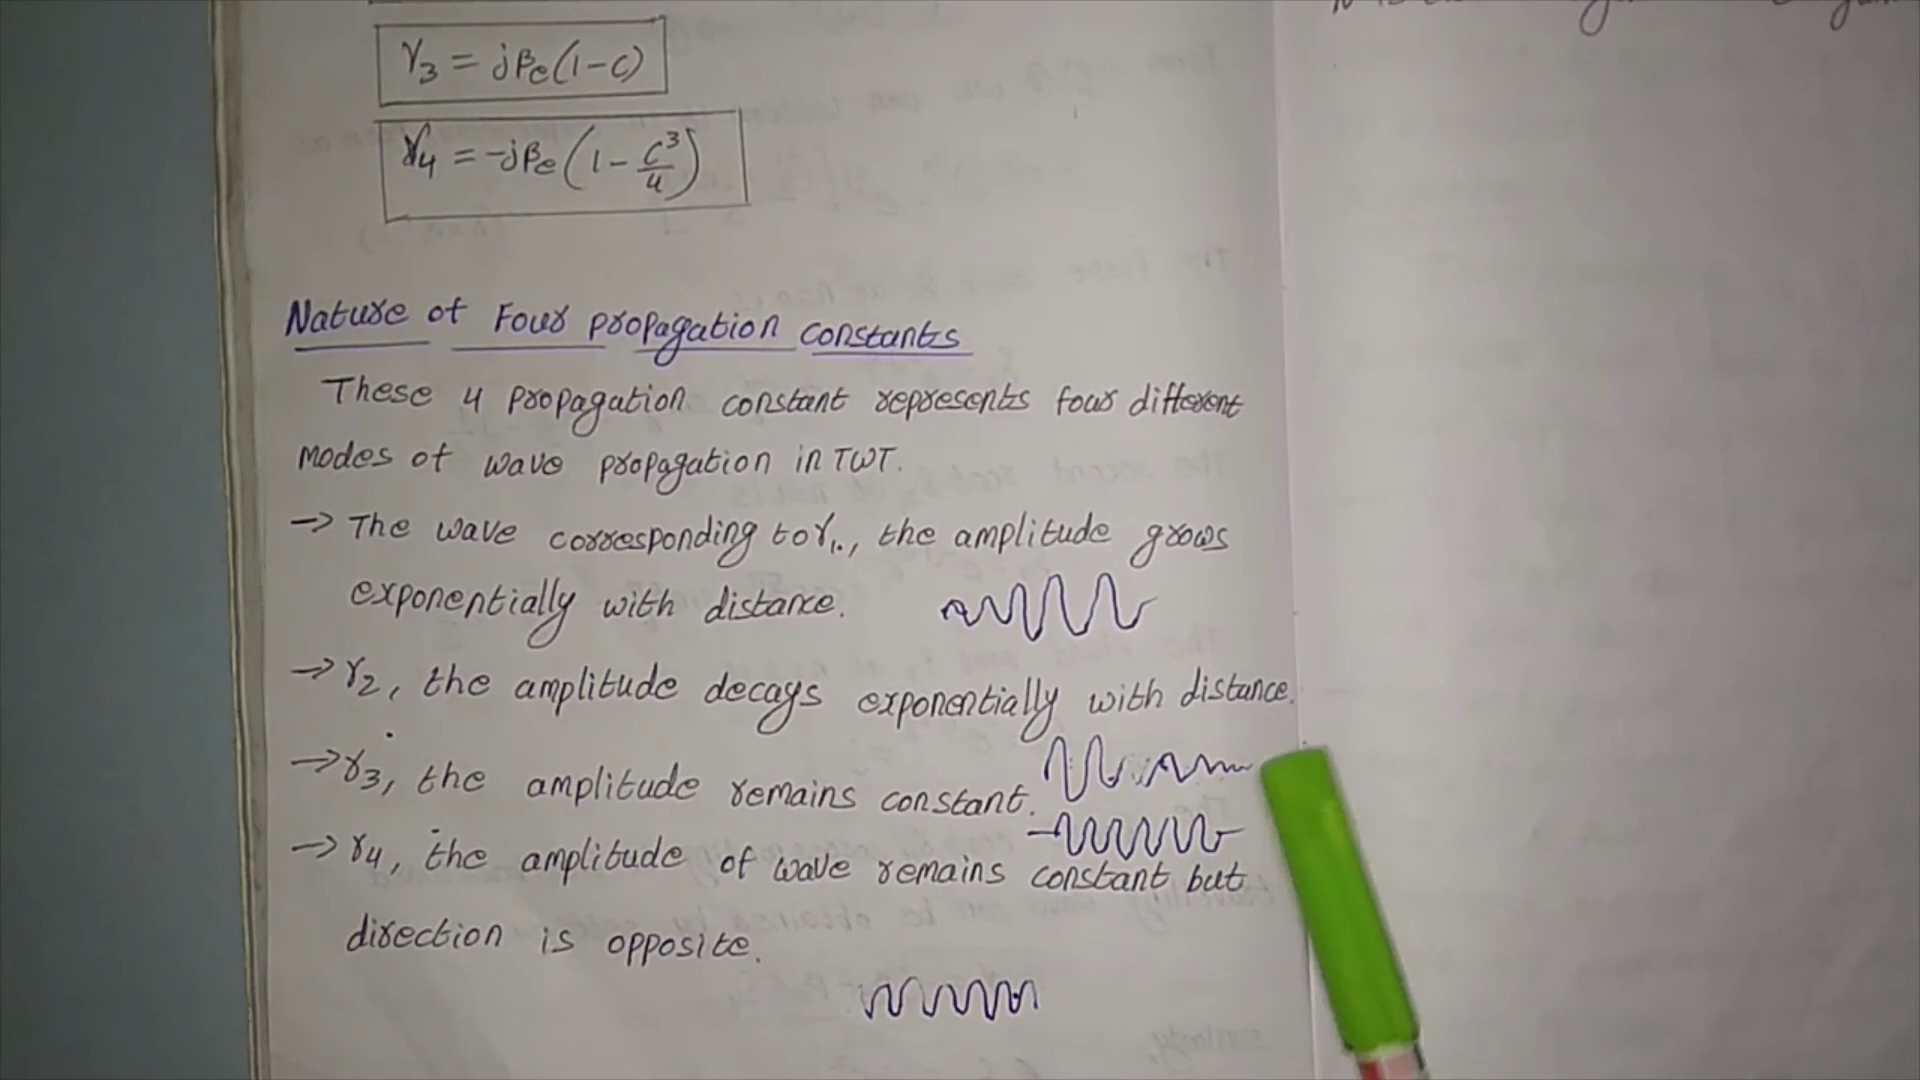 γ3 = jβe(1-c)
γ4 = -jβe(1 - c³/4)
Nature of Four propagation constants
These 4 propagation constant represents four different
modes of wave propagation in TWT.
→ The wave corresponding to γ1., the amplitude grows
exponentially with distance.
→ γ2, the amplitude decays exponentially with distance.
→ γ3, the amplitude remains constant.
→ γ4, the amplitude of wave remains constant but
direction is opposite.